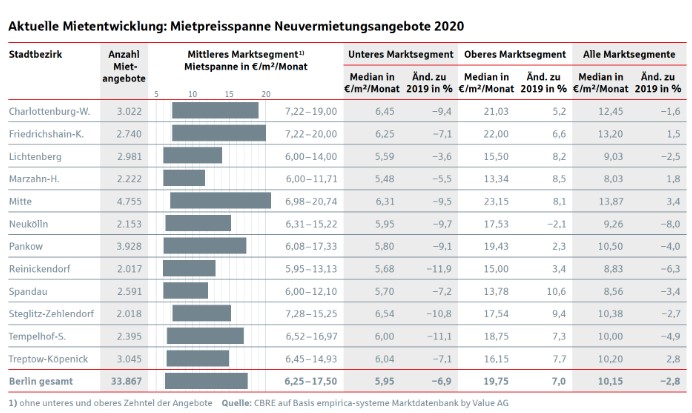 Aktuelle Mietentwicklung: Mietpreisspanne Neuvermietungsangebote 2020
Stadtbezirk Anzahl Miet-angebote Mittleres Marktsegment¹⁾ Mietspanne in €/m²/Monat Unteres Marktsegment Oberes Marktsegment Alle Marktsegmente
Median in €/m²/Monat Änd. zu 2019 in % Median in €/m²/Monat Änd. zu 2019 in % Median in €/m²/Monat Änd. zu 2019 in %
5 10 15 20
Charlottenburg-W. 3.022 7,22–19,00 6,45 –9,4 21,03 5,2 12,45 –1,6
Friedrichshain-K. 2.740 7,22–20,00 6,25 –7,1 22,00 6,6 13,20 1,5
Lichtenberg 2.981 6,00–14,00 5,59 –3,6 15,50 8,2 9,03 –2,5
Marzahn-H. 2.222 6,00–11,71 5,48 –5,5 13,34 8,5 8,03 1,8
Mitte 4.755 6,98–20,74 6,31 –9,5 23,15 8,1 13,87 3,4
Neukölln 2.153 6,31–15,22 5,95 –9,7 17,53 –2,1 9,26 –8,0
Pankow 3.928 6,08–17,33 5,80 –9,1 19,43 2,3 10,50 –4,0
Reinickendorf 2.017 5,95–13,13 5,68 –11,9 15,00 3,4 8,83 –6,3
Spandau 2.591 6,00–12,10 5,70 –7,2 13,78 10,6 8,56 –3,4
Steglitz-Zehlendorf 2.018 7,28–15,25 6,54 –10,8 17,54 9,4 10,38 –2,7
Tempelhof-S. 2.395 6,52–16,97 6,00 –11,1 18,75 7,3 10,00 –4,9
Treptow-Köpenick 3.045 6,45–14,93 6,04 –7,1 16,15 7,7 10,20 2,8
Berlin gesamt 33.867 6,25–17,50 5,95 –6,9 19,75 7,0 10,15 –2,8
1) ohne unteres und oberes Zehntel der Angebote Quelle: CBRE auf Basis empirica-systeme Marktdatenbank by Value AG